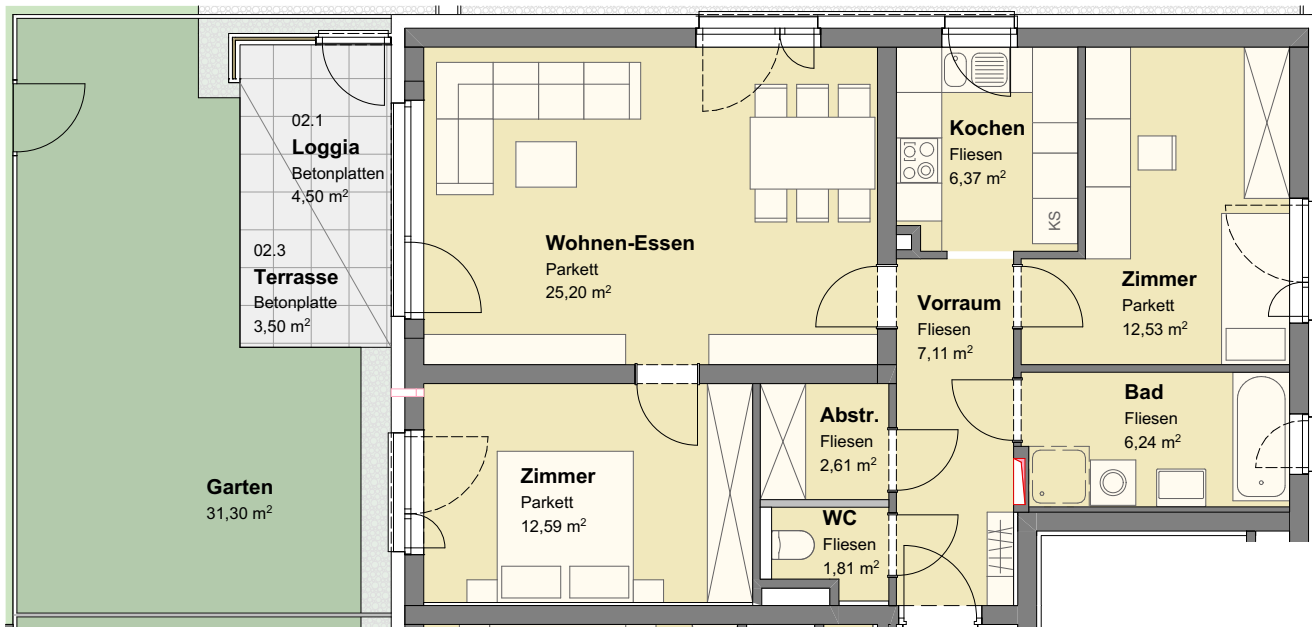 02.1
Loggia
Betonplatten
4,50 m²
02.3
Terrasse
Betonplatte
3,50 m²
Garten
31,30 m²
Wohnen-Essen
Parkett
25,20 m²
Kochen
Fliesen
6,37 m²
KS
Vorraum
Fliesen
7,11 m²
Zimmer
Parkett
12,53 m²
Bad
Fliesen
6,24 m²
Abstr.
Fliesen
2,61 m²
WC
Fliesen
1,81 m²
Zimmer
Parkett
12,59 m²